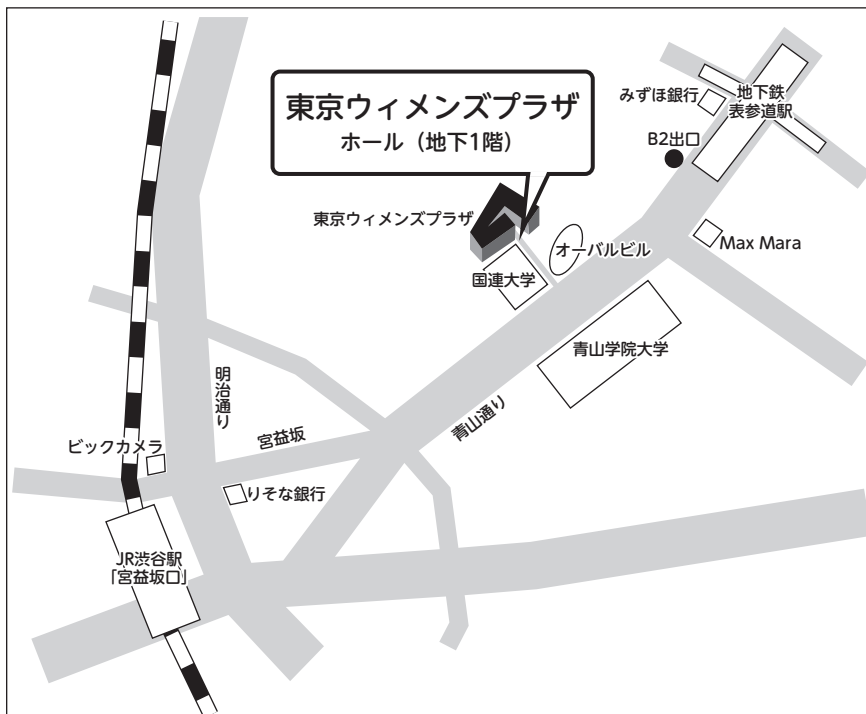 東京ウィメンズプラザ
ホール（地下1階）
みずほ銀行
地下鉄
表参道駅
B2出口
東京ウィメンズプラザ
オーバルビル
Max Mara
国連大学
青山学院大学
明治通り
青山通り
宮益坂
ビックカメラ
りそな銀行
JR渋谷駅
「宮益坂口」